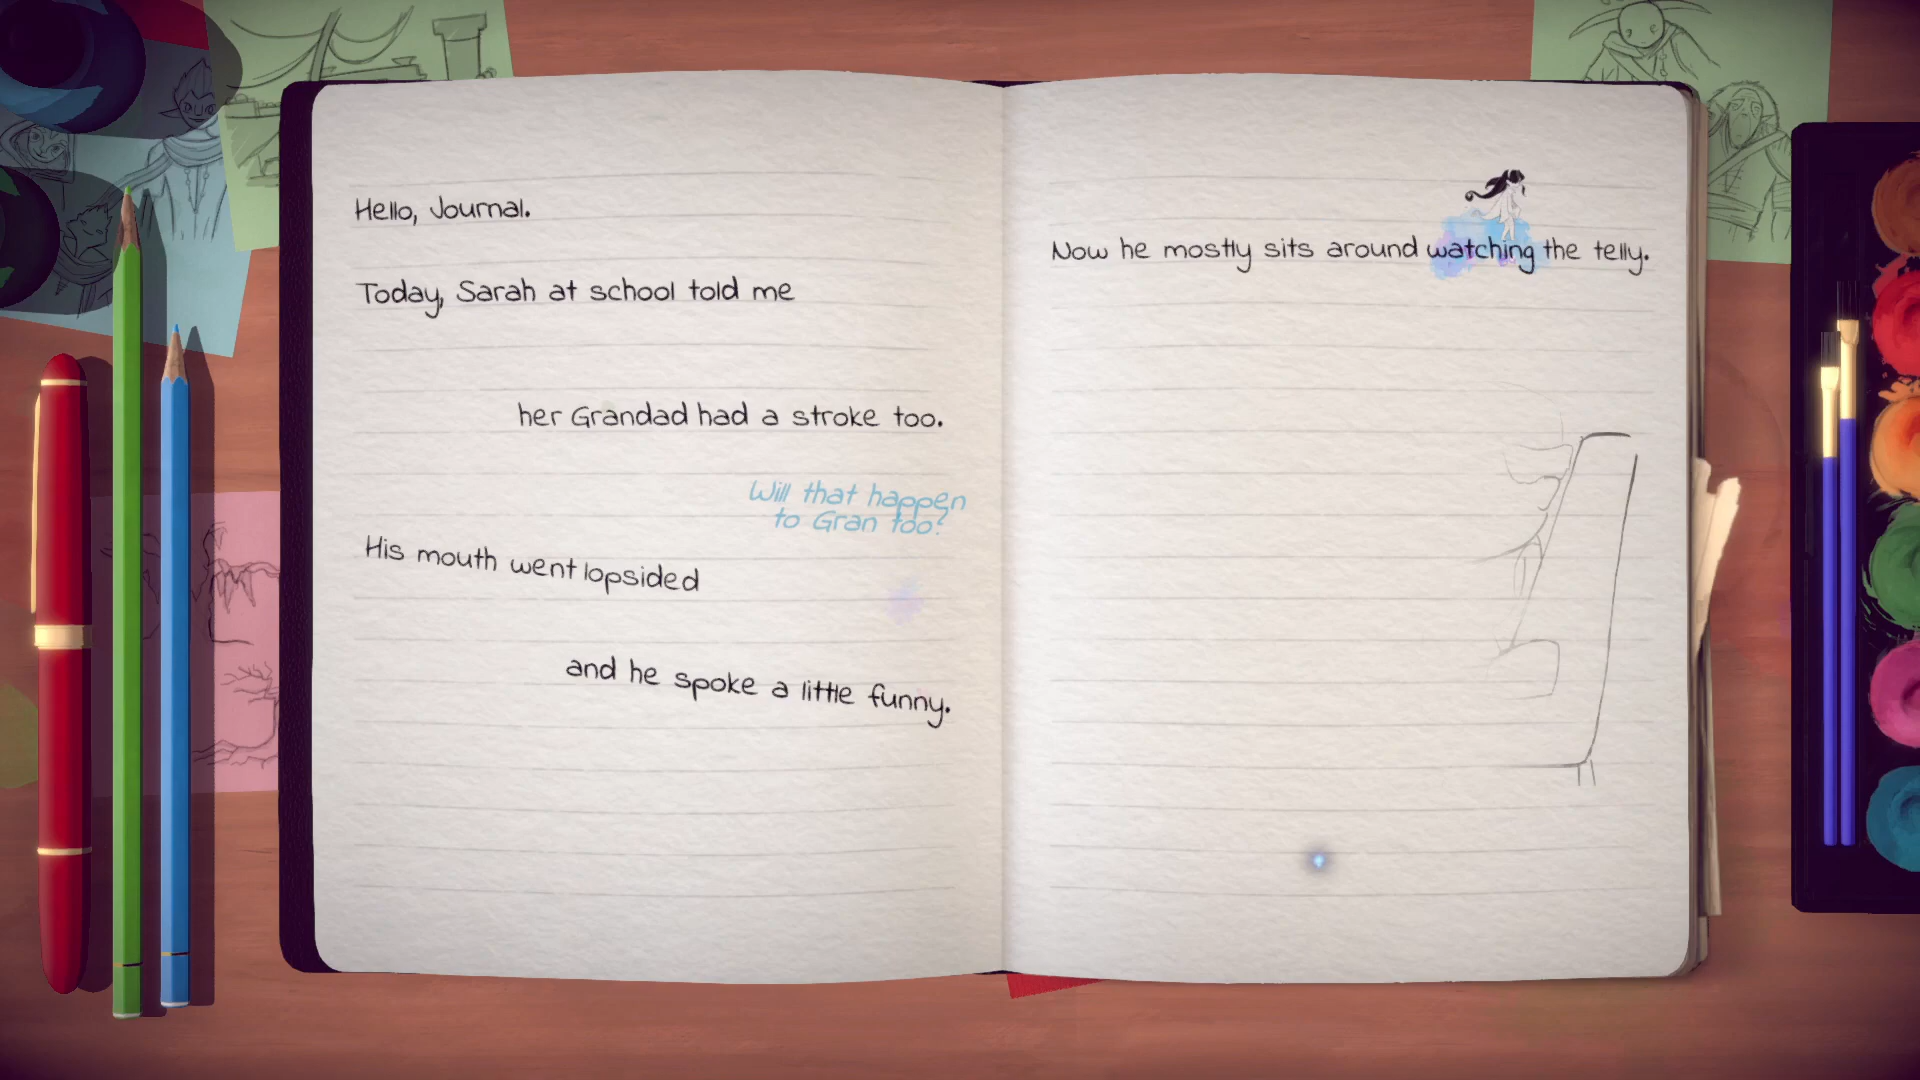 Hello, Journal.
Today, Sarah at school told me
her Grandad had a stroke too.
Will that happen
to Gran too?
His mouth went lopsided
and he spoke a little funny.
Now he mostly sits around watching the telly.